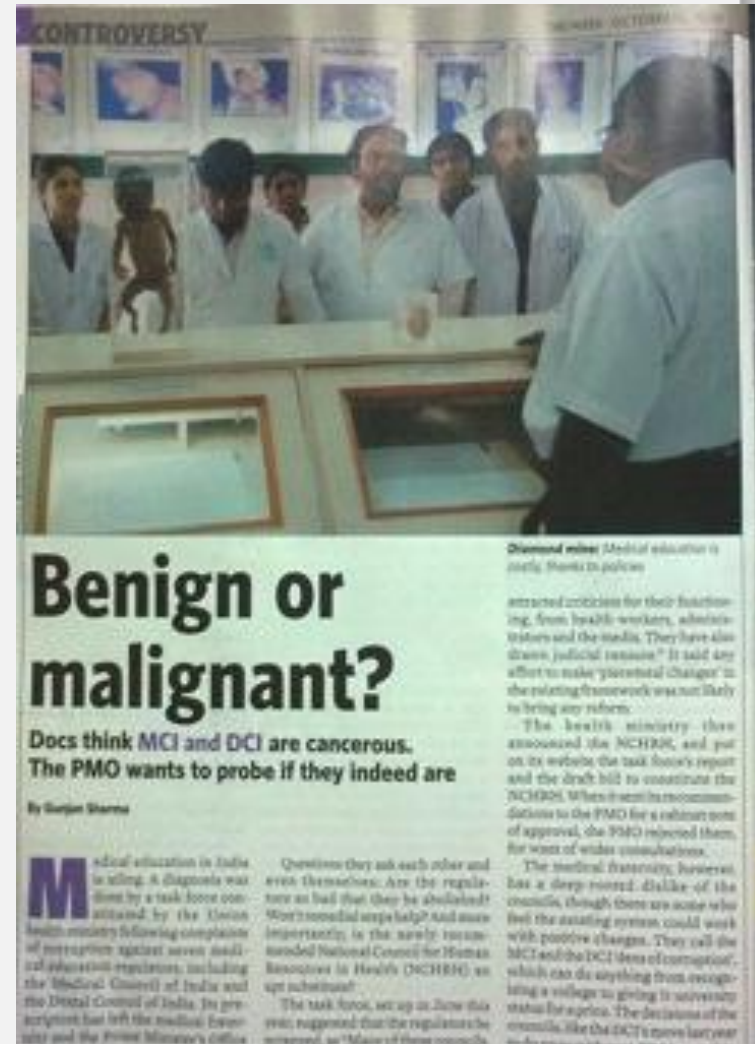 CONTROVERSY
Benign or
malignant?
Docs think MCI and DCI are cancerous.
The PMO wants to probe if they indeed are
By Gunjan Sharma
Medical education in India
is ailing. A diagnosis was
done by a task force con-
stituted by the Union
health ministry following complaints
of corruption against seven medi-
cal education regulators, including
the Medical Council of India and
the Dental Council of India. Its pre-
scription has left the medical frater-
nity and the Prime Minister's Office
Questions they ask each other and
even themselves: Are the regula-
tors so bad that they be abolished?
Won't remedial steps help? And more
importantly, is the newly recom-
mended National Council for Human
Resources in Health (NCHRH) an
apt substitute?
The task force, set up in June this
year, suggested that the regulators be
as "Many of these councils
Diamond mine: Medical education is
costly, thanks to policies
attracted criticism for their function-
ing, from health workers, adminis-
trators and the media. They have also
drawn judicial censure." It said any
effort to make 'piecemeal changes' in
the existing framework was not likely
to bring any reform.
The health ministry then
announced the NCHRH, and put
on its website the task force's report
and the draft bill to constitute the
NCHRH. When it sent its recommen-
dations to the PMO for a cabinet note
of approval, the PMO rejected them,
for want of wider consultations.
The medical fraternity, however,
has a deep-rooted dislike of the
councils, though there are some who
feel the existing system could work
with positive changes. They call the
MCI and the DCI 'dens of corruption',
which can do anything from recogn-
ising a college to giving it university
status for a price. The decisions of the
councils, like the DCI's move last year